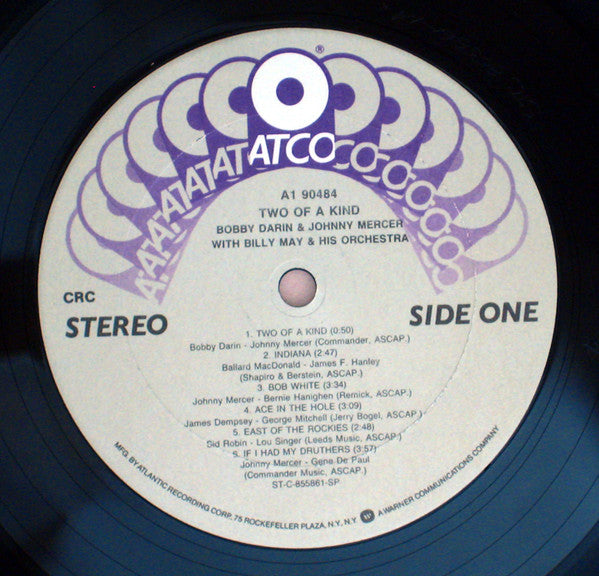 ®
ATCO
A1 90484
TWO OF A KIND
BOBBY DARIN & JOHNNY MERCER
WITH BILLY MAY & HIS ORCHESTRA
CRC
STEREO
SIDE ONE
1. TWO OF A KIND (0:50)
Bobby Darin - Johnny Mercer (Commander, ASCAP.)
2. INDIANA (2:47)
Ballard MacDonald - James F. Hanley
(Shapiro & Berstein, ASCAP.)
3. BOB WHITE (3:34)
Johnny Mercer - Bernie Hanighen (Remick, ASCAP.)
4. ACE IN THE HOLE (3:09)
James Dempsey - George Mitchell (Jerry Bogel, ASCAP.)
5. EAST OF THE ROCKIES (2:48)
Sid Robin - Lou Singer (Leeds Music, ASCAP.)
6. IF I HAD MY DRUTHERS (3:57)
Johnny Mercer - Gene De Paul
(Commander Music, ASCAP.)
ST-C-855861-SP
MFG. BY ATLANTIC RECORDING CORP. 75 ROCKEFELLER PLAZA, N.Y., N.Y. A WARNER COMMUNICATIONS COMPANY